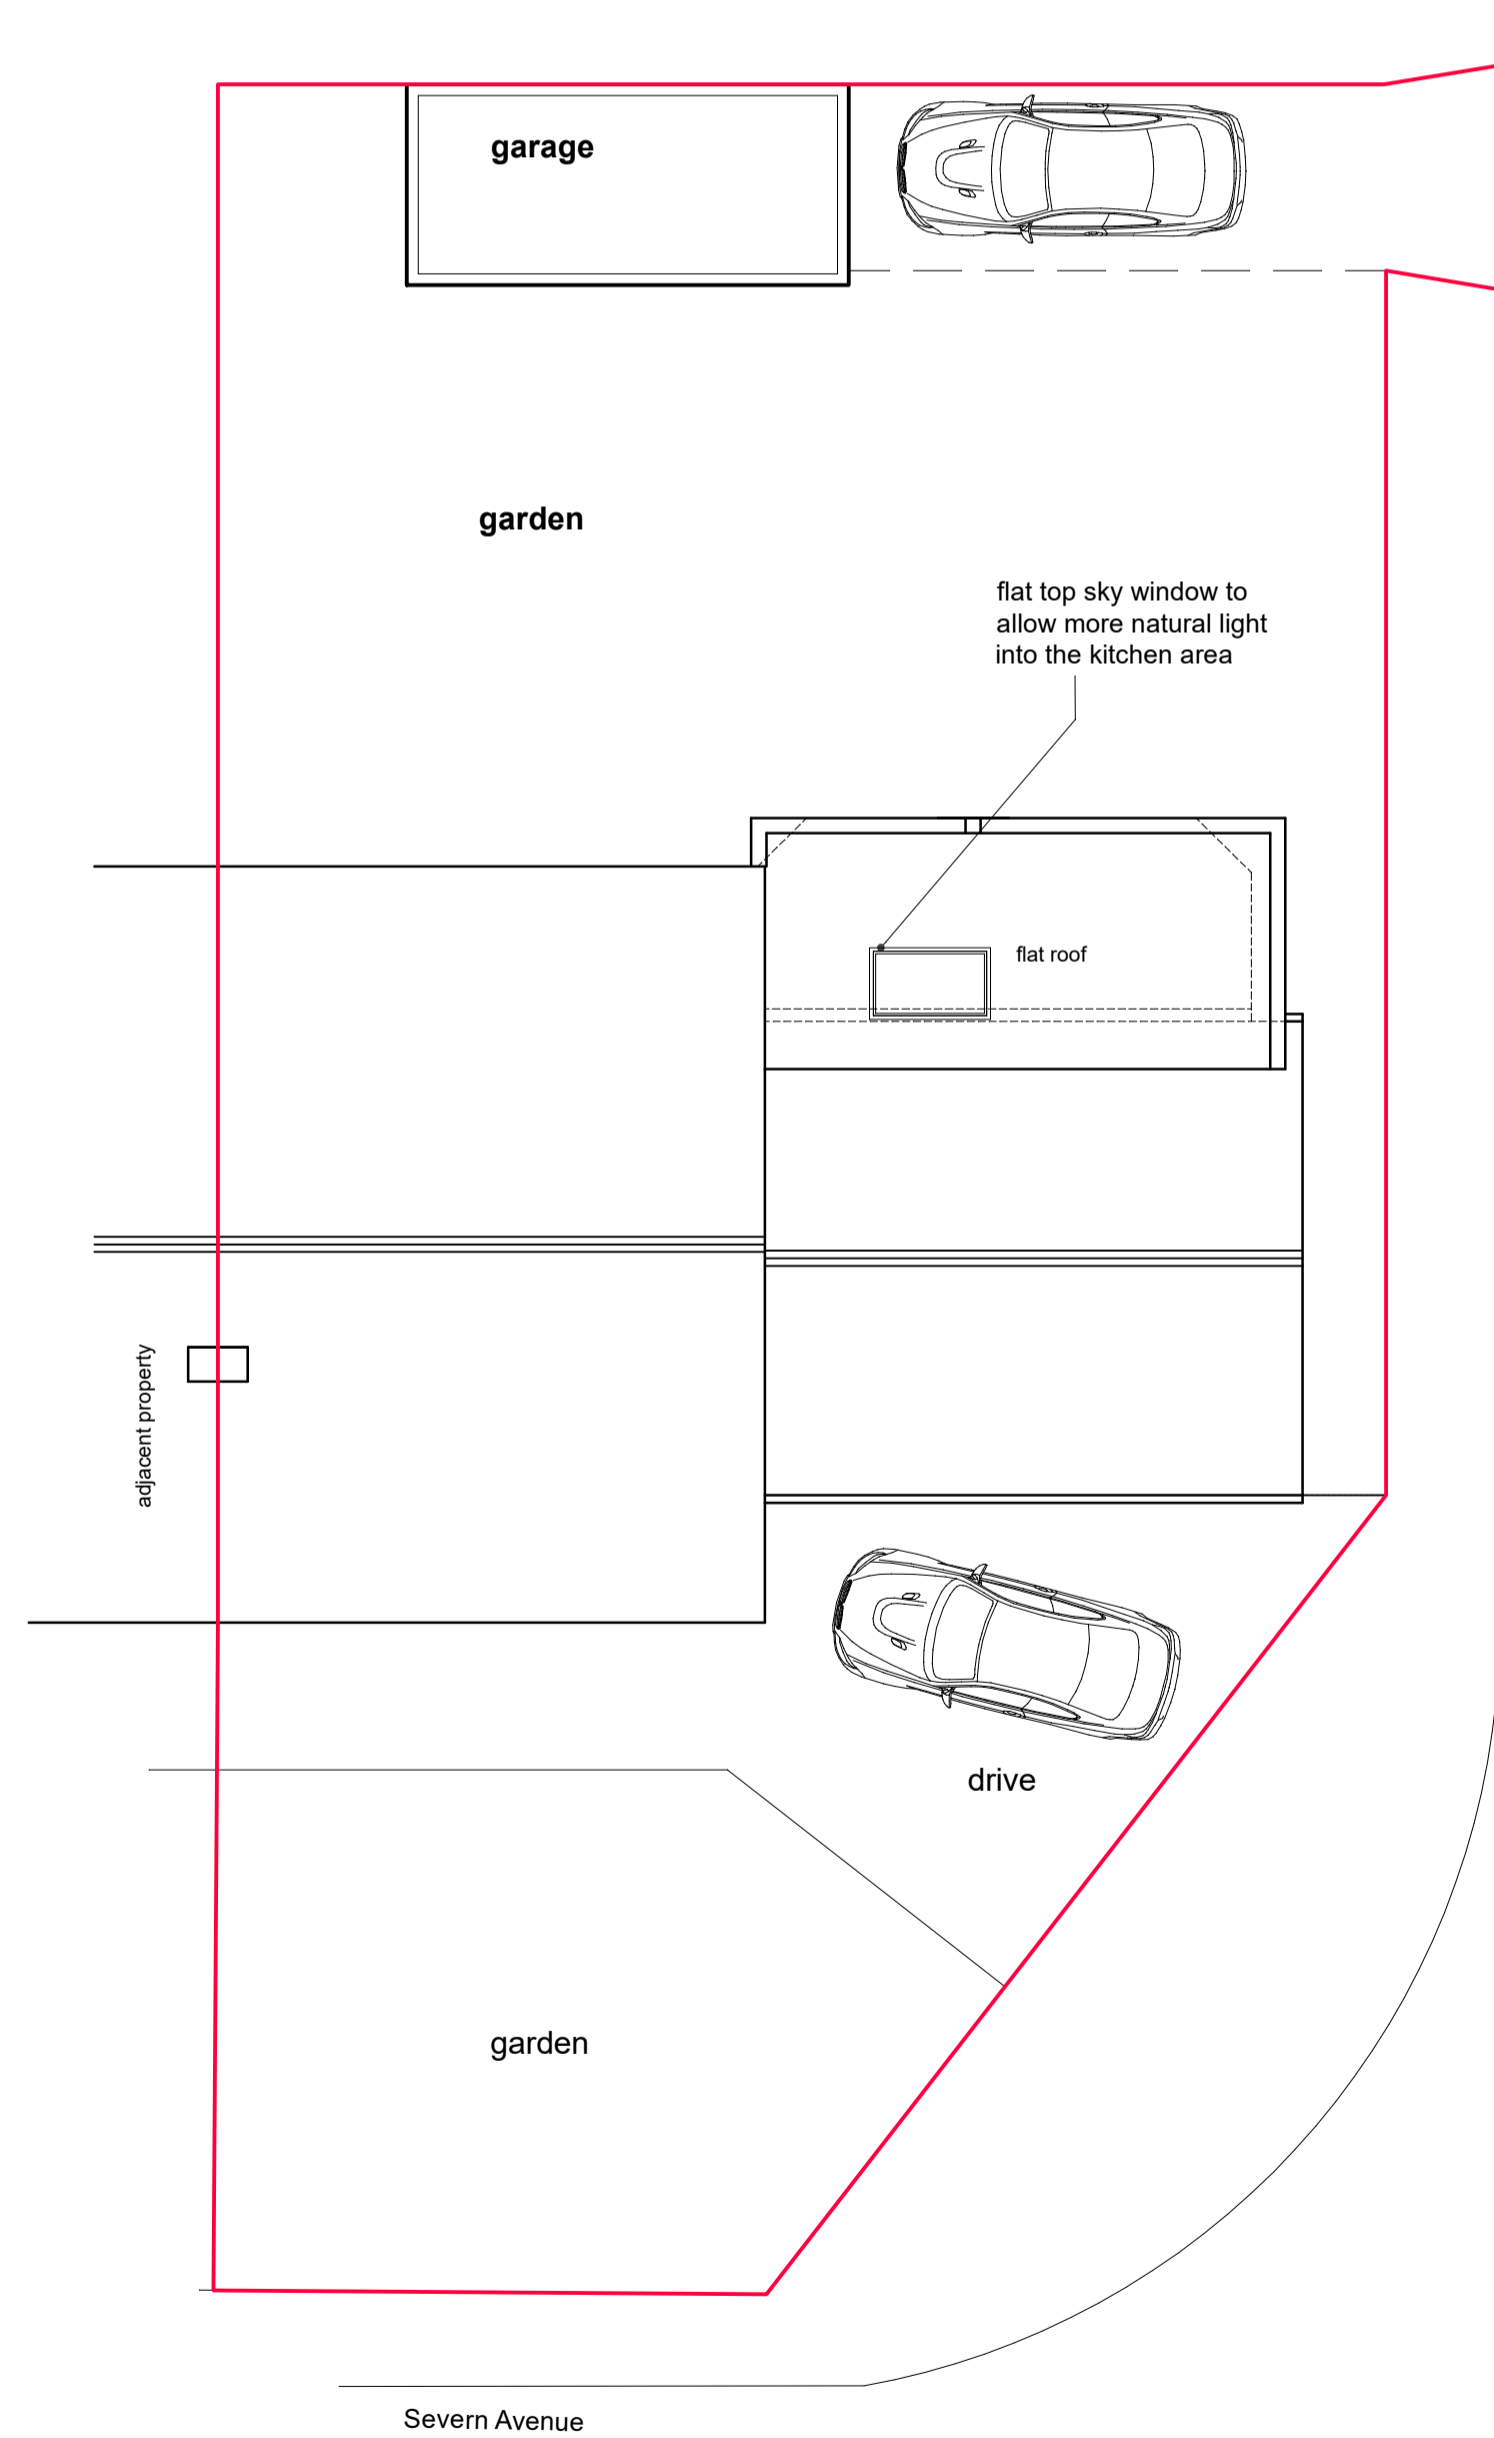 garage
garden
flat top sky window to
allow more natural light
into the kitchen area
flat roof
adjacent property
drive
garden
Severn Avenue